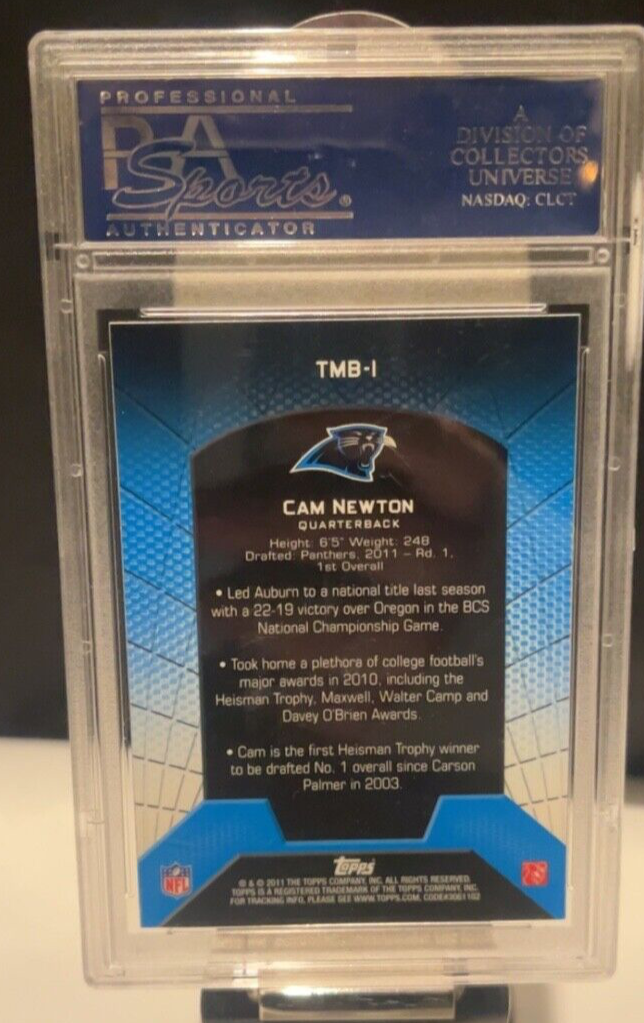 PROFESSIONAL
PSA
Sports®
AUTHENTICATOR
A
DIVISION OF
COLLECTORS
UNIVERSE
NASDAQ: CLCT
TMB-1
CAM NEWTON
QUARTERBACK
Height: 6'5" Weight: 248
Drafted: Panthers, 2011 – Rd. 1,
1st Overall
• Led Auburn to a national title last season
with a 22-19 victory over Oregon in the BCS
National Championship Game.
• Took home a plethora of college football's
major awards in 2010, including the
Heisman Trophy, Maxwell, Walter Camp and
Davey O'Brien Awards.
• Cam is the first Heisman Trophy winner
to be drafted No. 1 overall since Carson
Palmer in 2003.
NFL
Topps
® & © 2011 THE TOPPS COMPANY, INC. ALL RIGHTS RESERVED.
TOPPS IS A REGISTERED TRADEMARK OF THE TOPPS COMPANY, INC.
FOR TRACKING INFO, PLEASE SEE WWW.TOPPS.COM, CODE#3061102